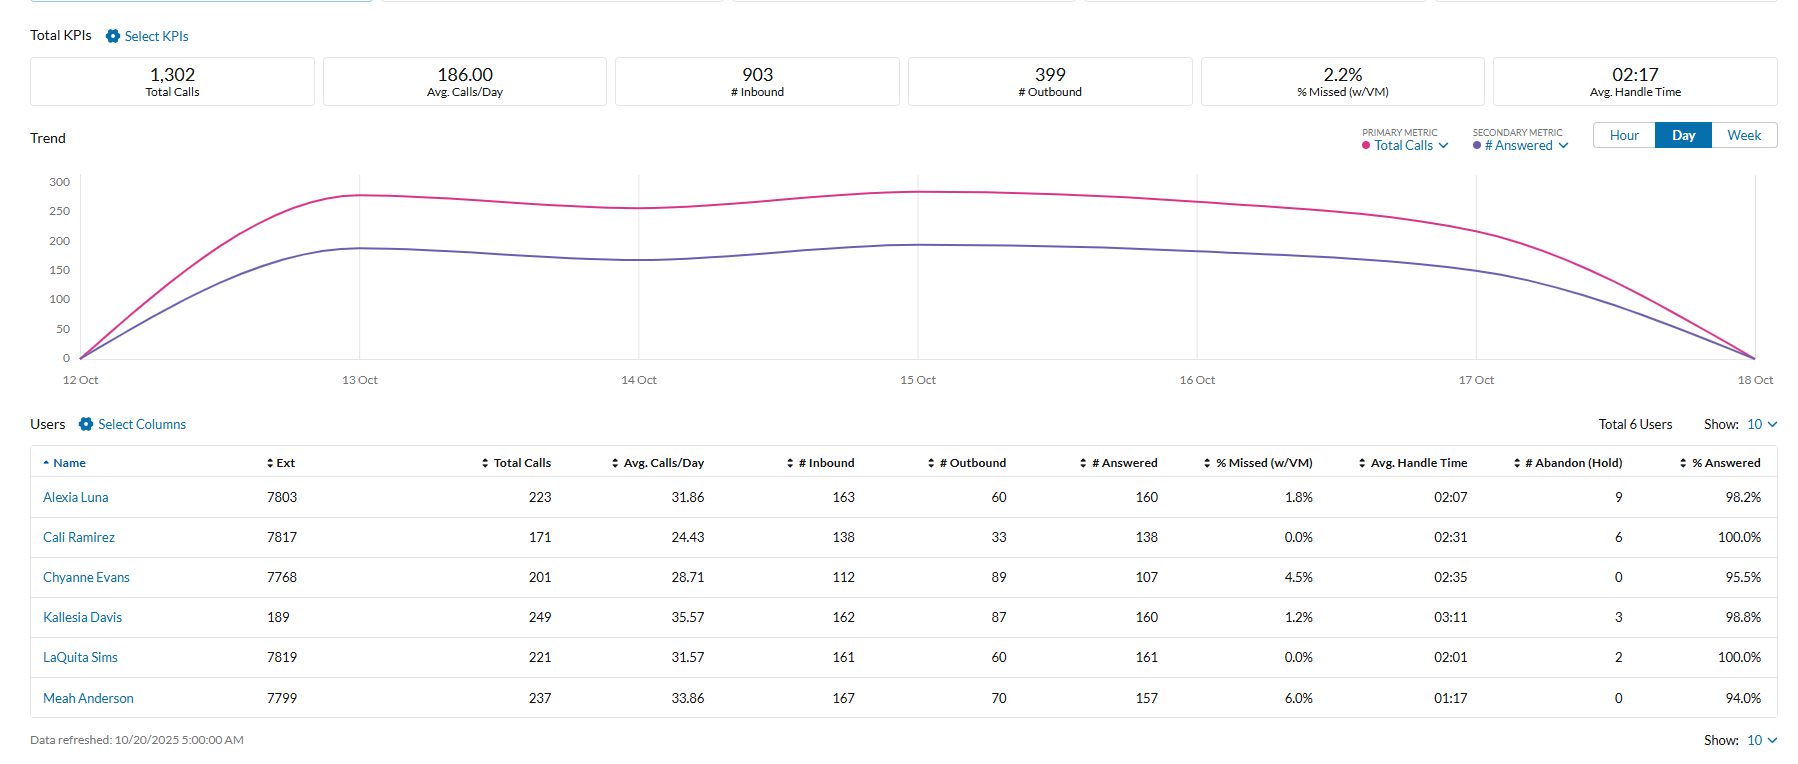 Total KPIs Select KPIs
1,302 186.00 903 399 2.2% 02:17
Total Calls Avg. Calls/Day # Inbound # Outbound % Missed (w/VM) Avg. Handle Time
Trend
PRIMARY METRIC SECONDARY METRIC
Total Calls # Answered Hour Day Week
300
250
200
150
100
50
0
12 Oct 13 Oct 14 Oct 15 Oct 16 Oct 17 Oct 18 Oct
Users Select Columns Total 6 Users Show: 10
Name Ext Total Calls Avg. Calls/Day # Inbound # Outbound # Answered % Missed (w/VM) Avg. Handle Time # Abandon (Hold) % Answered
Alexia Luna 7803 223 31.86 163 60 160 1.8% 02:07 9 98.2%
Cali Ramirez 7817 171 24.43 138 33 138 0.0% 02:31 6 100.0%
Chyanne Evans 7768 201 28.71 112 89 107 4.5% 02:35 0 95.5%
Kallesia Davis 189 249 35.57 162 87 160 1.2% 03:11 3 98.8%
LaQuita Sims 7819 221 31.57 161 60 161 0.0% 02:01 2 100.0%
Meah Anderson 7799 237 33.86 167 70 157 6.0% 01:17 0 94.0%
Data refreshed: 10/20/2025 5:00:00 AM Show: 10